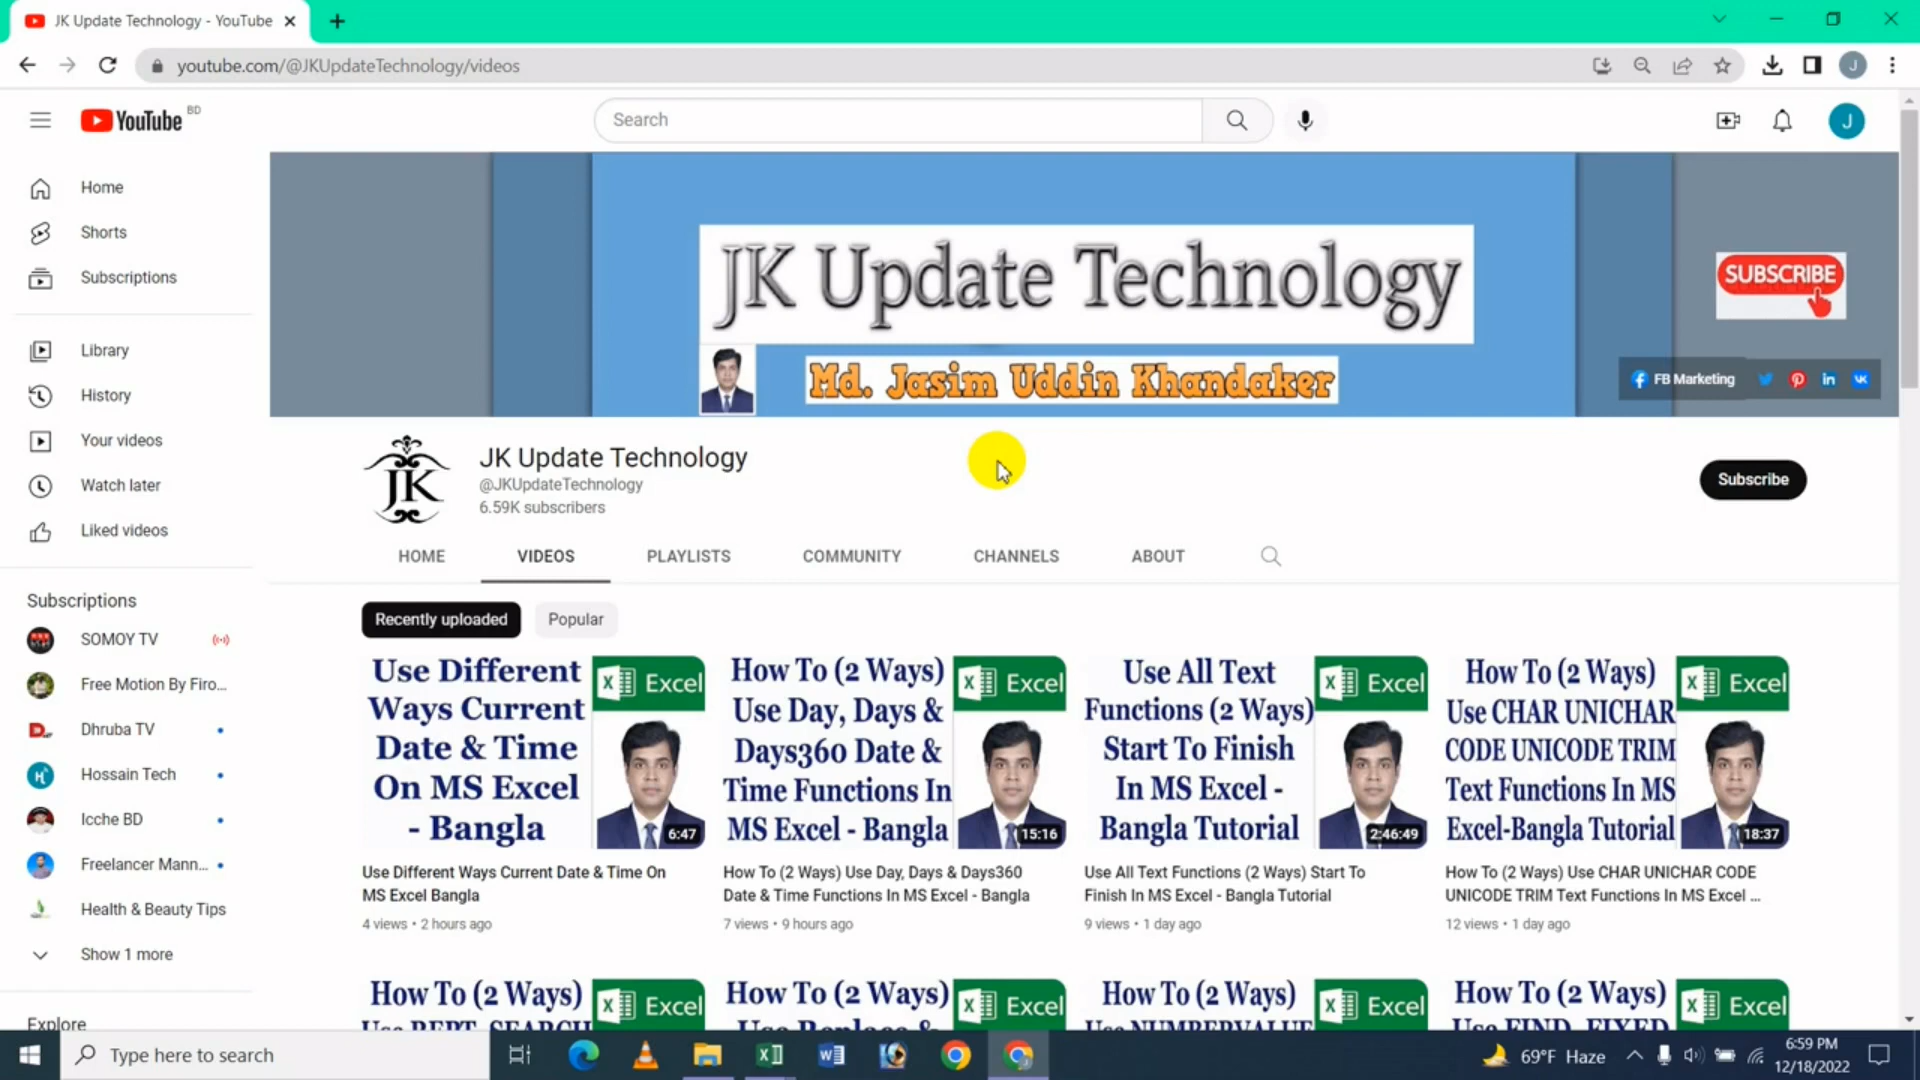 JK Update Technology - YouTube
youtube.com/@JKUpdateTechnology/videos
J
YouTube BD
Search
J
Home
Shorts
Subscriptions
Library
History
Your videos
Watch later
Liked videos
Subscriptions
SOMOY TV
Free Motion By Firo...
Dhruba TV
Hossain Tech
Icche BD
Freelancer Mann...
Health & Beauty Tips
Show 1 more
Explore
JK Update Technology
Md. Jasim Uddin Khandaker
SUBSCRIBE
FB Marketing
JK
JK Update Technology
@JKUpdateTechnology
6.59K subscribers
Subscribe
HOME VIDEOS PLAYLISTS COMMUNITY CHANNELS ABOUT
Recently uploaded Popular
Use Different
Ways Current
Date & Time
On MS Excel
- Bangla
Excel
6:47
Use Different Ways Current Date & Time On
MS Excel Bangla
4 views • 2 hours ago
How To (2 Ways)
Use Day, Days &
Days360 Date &
Time Functions In
MS Excel - Bangla
Excel
15:16
How To (2 Ways) Use Day, Days & Days360
Date & Time Functions In MS Excel - Bangla
7 views • 9 hours ago
Use All Text
Functions (2 Ways)
Start To Finish
In MS Excel -
Bangla Tutorial
Excel
2:46:49
Use All Text Functions (2 Ways) Start To
Finish In MS Excel - Bangla Tutorial
9 views • 1 day ago
How To (2 Ways)
Use CHAR UNICHAR
CODE UNICODE TRIM
Text Functions In MS
Excel-Bangla Tutorial
Excel
18:37
How To (2 Ways) Use CHAR UNICHAR CODE
UNICODE TRIM Text Functions In MS Excel ...
12 views • 1 day ago
How To (2 Ways)
Use REPT, SEARCH
Excel
How To (2 Ways)
Use Replace &
Excel
How To (2 Ways)
Use NUMBERVALUE
Excel
How To (2 Ways)
Use FIND, FIXED
Excel
Type here to search
69°F Haze
6:59 PM
12/18/2022